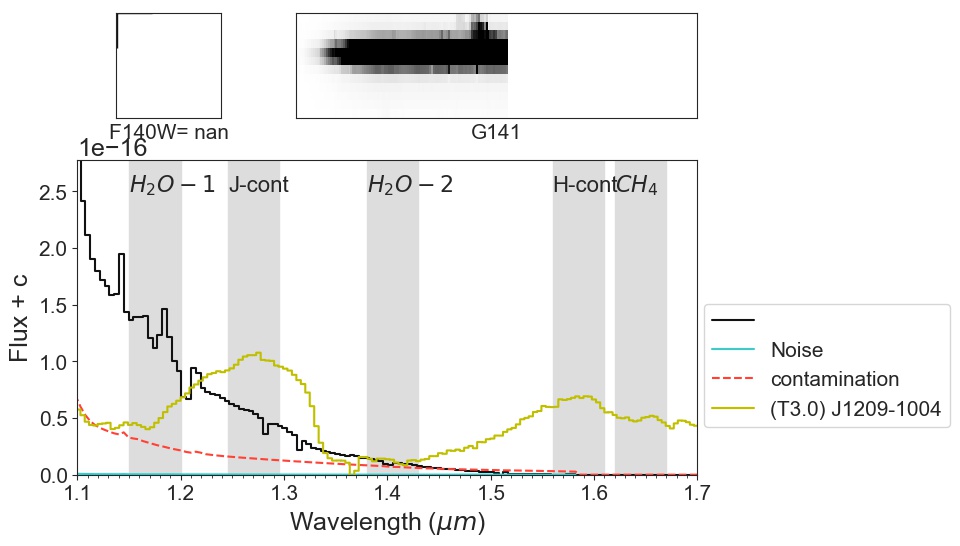 F140W= nan
G141
1e−16
H₂O − 1 J-cont H₂O − 2 H-cont CH₄
2.5
2.0
1.5
1.0
0.5
0.0
Flux + c
1.1 1.2 1.3 1.4 1.5 1.6 1.7
Wavelength (μm)
Noise
contamination
(T3.0) J1209-1004